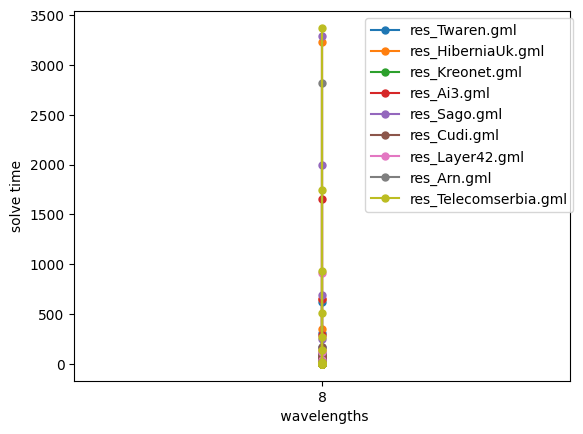 3500
3000
2500
2000
1500
1000
500
0
solve time
8
wavelengths
res_Twaren.gml
res_HiberniaUk.gml
res_Kreonet.gml
res_Ai3.gml
res_Sago.gml
res_Cudi.gml
res_Layer42.gml
res_Arn.gml
res_Telecomserbia.gml